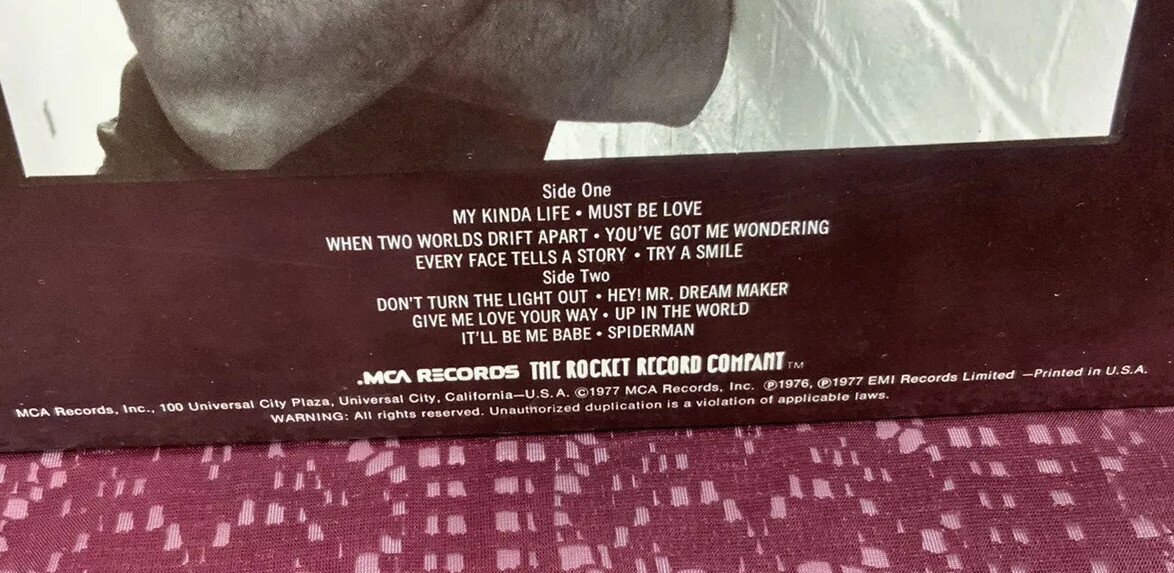 Side One
MY KINDA LIFE • MUST BE LOVE
WHEN TWO WORLDS DRIFT APART • YOU'VE GOT ME WONDERING
EVERY FACE TELLS A STORY • TRY A SMILE
Side Two
DON'T TURN THE LIGHT OUT • HEY! MR. DREAM MAKER
GIVE ME LOVE YOUR WAY • UP IN THE WORLD
IT'LL BE ME BABE • SPIDERMAN
.MCA RECORDS THE ROCKET RECORD COMPANY TM
MCA Records, Inc., 100 Universal City Plaza, Universal City, California—U.S.A. ©1977 MCA Records, Inc. ℗1976, ℗1977 EMI Records Limited —Printed in U.S.A.
WARNING: All rights reserved. Unauthorized duplication is a violation of applicable laws.